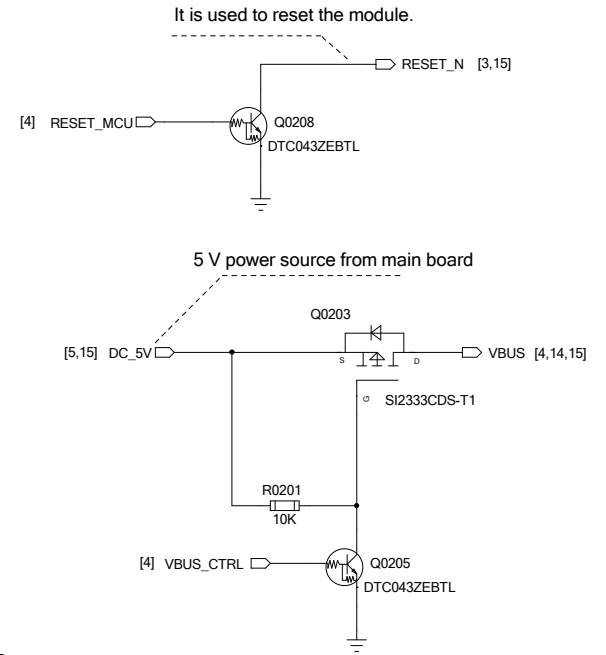 It is used to reset the module.
RESET_N [3,15]
[4] RESET_MCU
Q0208
DTC043ZEBTL
5 V power source from main board
Q0203
[5,15] DC_5V
S
D
VBUS [4,14,15]
G
SI2333CDS-T1
R0201
10K
[4] VBUS_CTRL
Q0205
DTC043ZEBTL